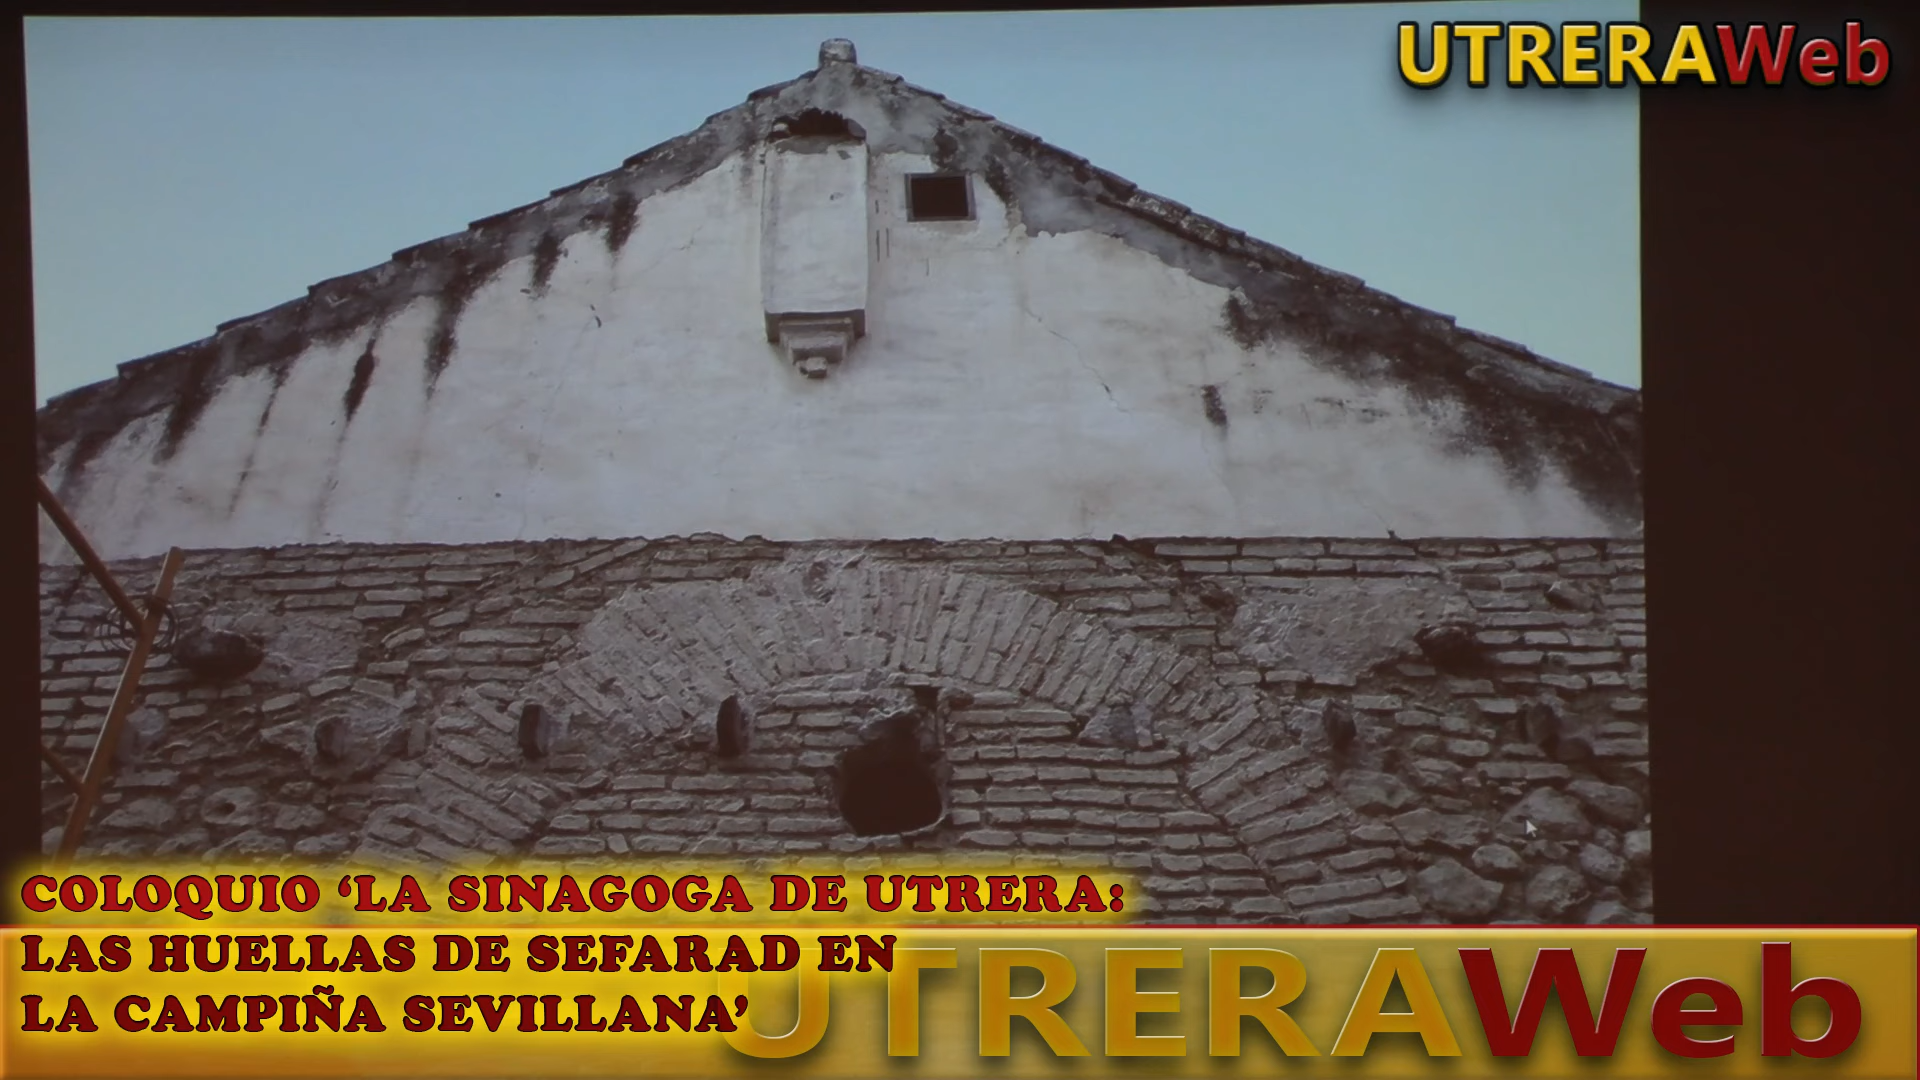 UTRERAWeb
COLOQUIO ‘LA SINAGOGA DE UTRERA:
LAS HUELLAS DE SEFARAD EN
LA CAMPIÑA SEVILLANA’
UTRERAWeb